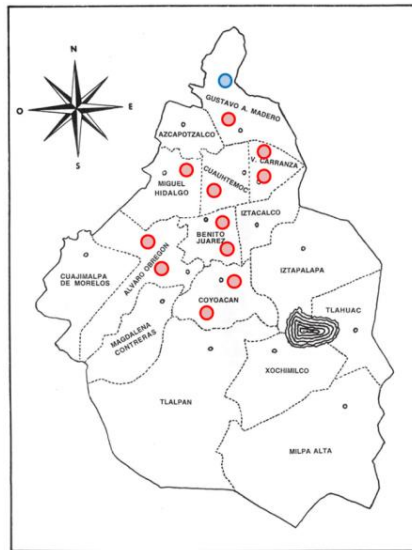 N
O
E
S
GUSTAVO A. MADERO
AZCAPOTZALCO
V. CARRANZA
MIGUEL
HIDALGO
CUAUHTEMOC
IZTACALCO
BENITO
JUAREZ
CUAJIMALPA
DE MORELOS
ALVARO OBREGON
IZTAPALAPA
COYOACAN
TLAHUAC
MAGDALENA
CONTRERAS
XOCHIMILCO
TLALPAN
MILPA ALTA